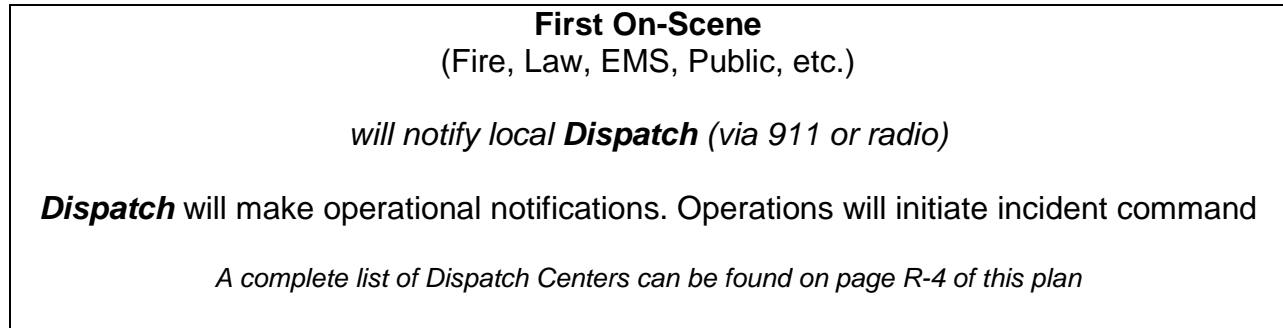 First On-Scene
(Fire, Law, EMS, Public, etc.)
will notify local Dispatch (via 911 or radio)
Dispatch will make operational notifications. Operations will initiate incident command
A complete list of Dispatch Centers can be found on page R-4 of this plan